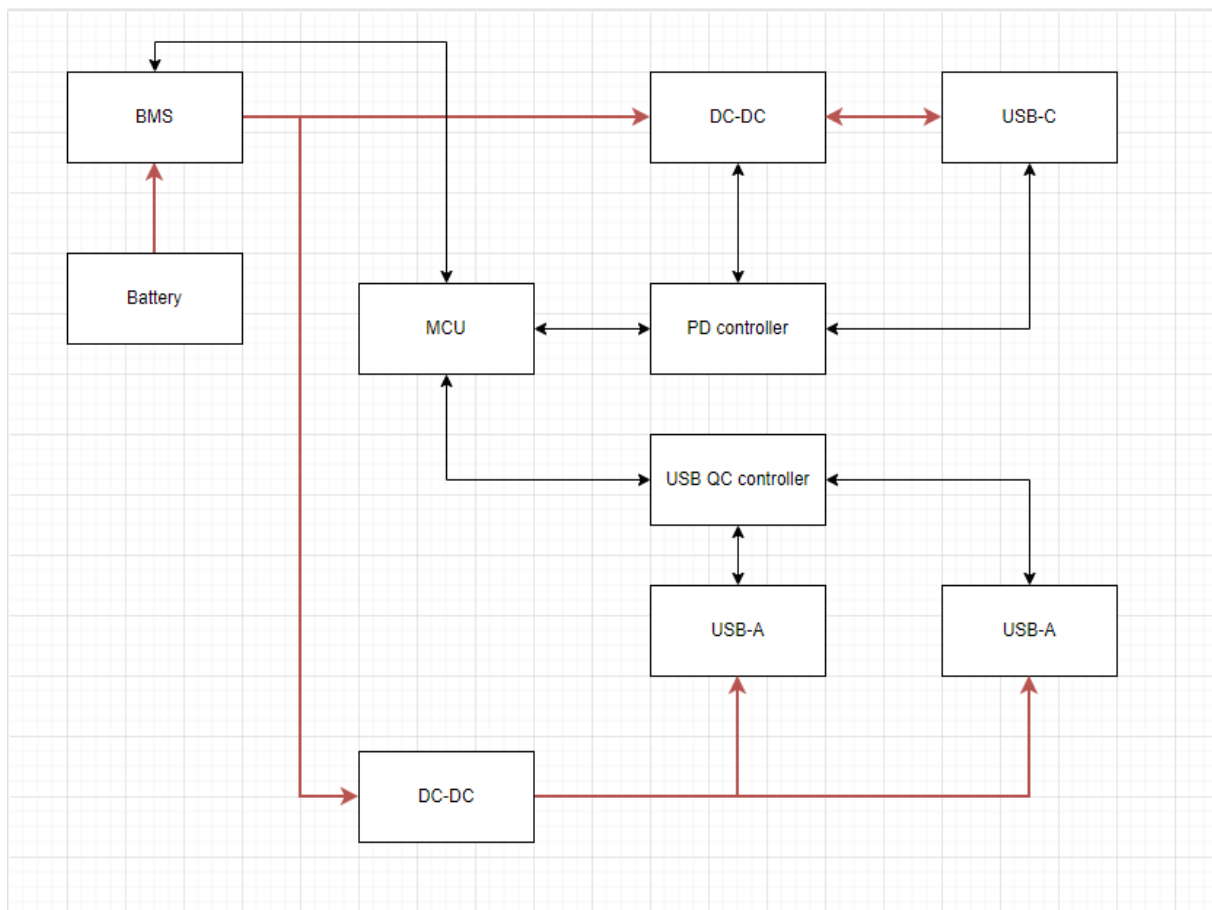 BMS
DC-DC
USB-C
Battery
MCU
PD controller
USB QC controller
USB-A
USB-A
DC-DC